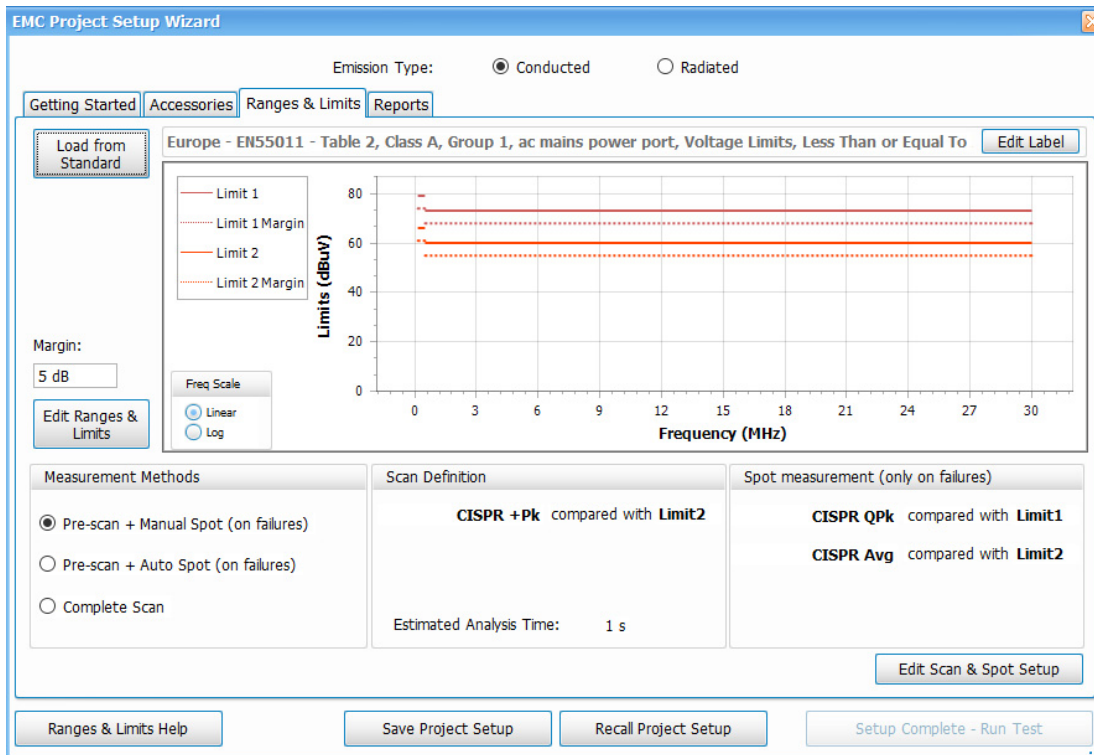 EMC Project Setup Wizard
Emission Type: Conducted Radiated
Getting Started Accessories Ranges & Limits Reports
Load from
Standard
Europe - EN55011 - Table 2, Class A, Group 1, ac mains power port, Voltage Limits, Less Than or Equal To
Edit Label
Limit 1
Limit 1 Margin
Limit 2
Limit 2 Margin
Limits (dBuV)
80
60
40
20
0
0 3 6 9 12 15 18 21 24 27 30
Frequency (MHz)
Freq Scale
Linear
Log
Margin:
5 dB
Edit Ranges &
Limits
Measurement Methods
Pre-scan + Manual Spot (on failures)
Pre-scan + Auto Spot (on failures)
Complete Scan
Scan Definition
CISPR +Pk compared with Limit2
Estimated Analysis Time: 1 s
Spot measurement (only on failures)
CISPR QPk compared with Limit1
CISPR Avg compared with Limit2
Edit Scan & Spot Setup
Ranges & Limits Help Save Project Setup Recall Project Setup Setup Complete - Run Test